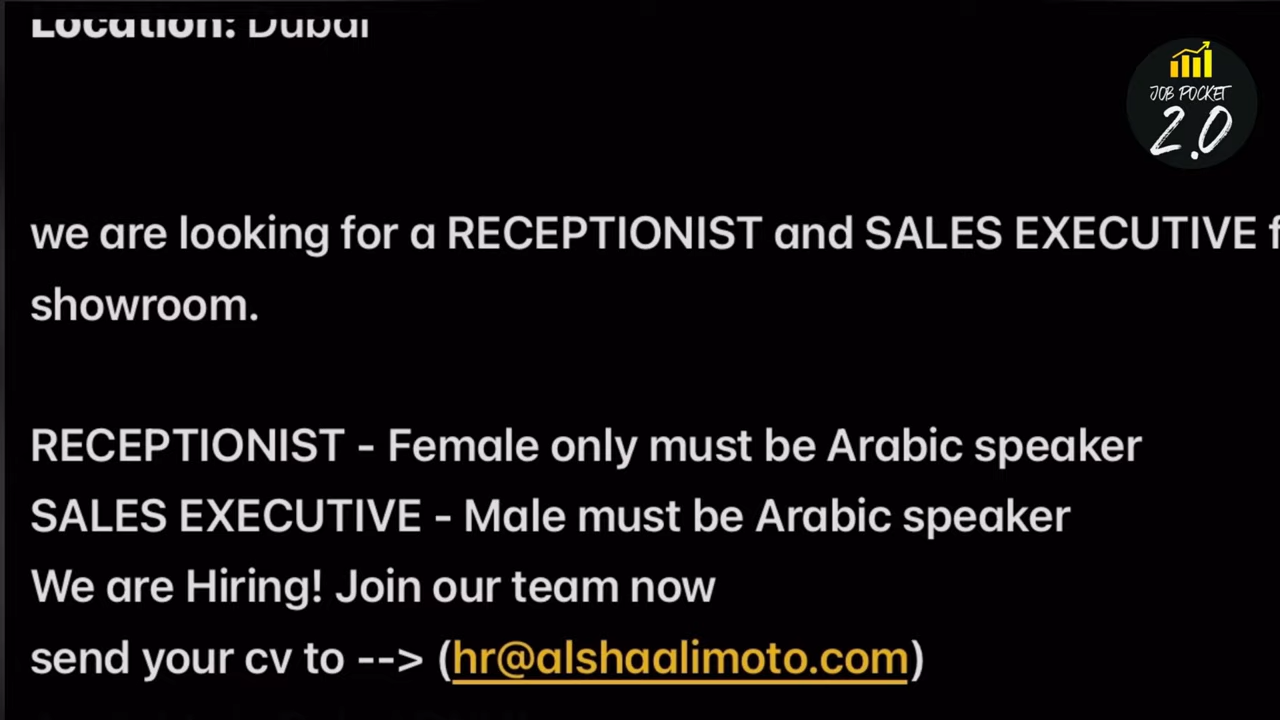 Location: Dubai
JOB POCKET
2.0
we are looking for a RECEPTIONIST and SALES EXECUTIVE
showroom.
RECEPTIONIST - Female only must be Arabic speaker
SALES EXECUTIVE - Male must be Arabic speaker
We are Hiring! Join our team now
send your cv to --> (hr@alshaalimoto.com)